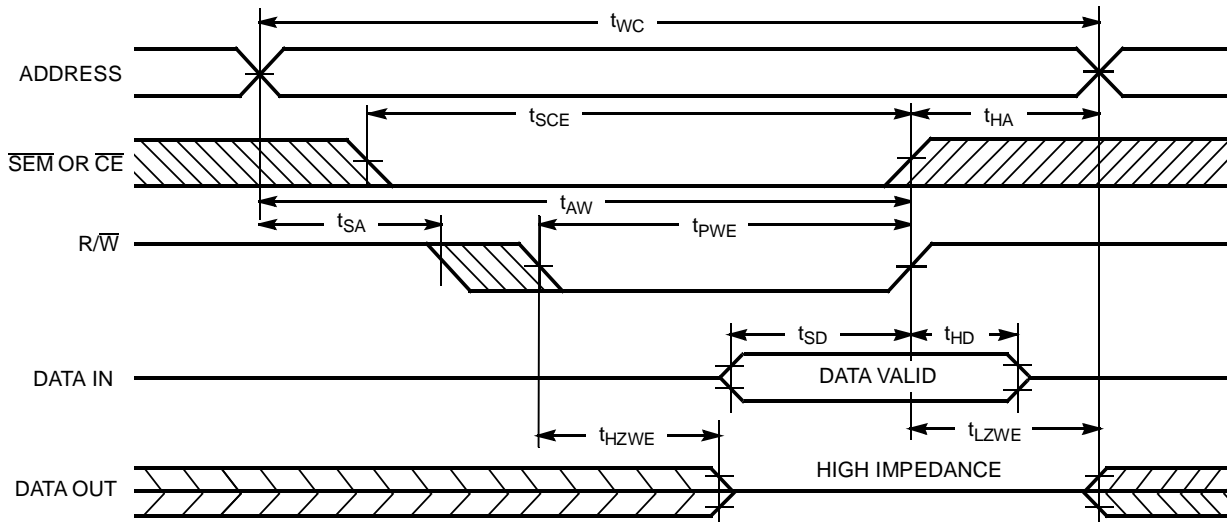 tWC
ADDRESS
tSCE
tHA
SEM OR CE
tAW
tSA
tPWE
R/W
tSD
tHD
DATA IN
DATA VALID
tHZWE
tLZWE
HIGH IMPEDANCE
DATA OUT